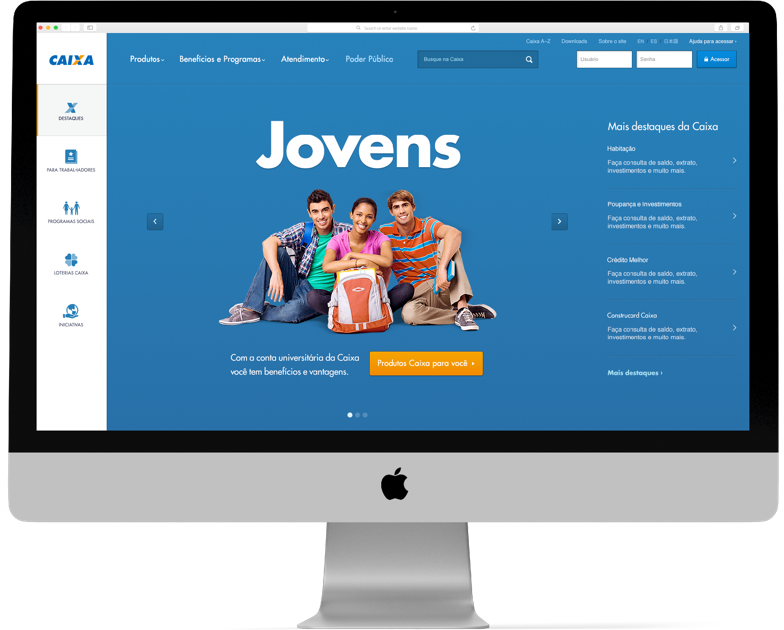 Search or enter website name
Caixa A–Z
Downloads
Sobre o site
EN
ES
日本語
Ajuda para acessar ›
CAIXA
Produtos
Benefícios e Programas
Atendimento
Poder Público
Busque na Caixa
Usuário
Senha
Acessar
DESTAQUES
PARA TRABALHADORES
PROGRAMAS SOCIAIS
LOTERIAS CAIXA
INICIATIVAS
Jovens
Com a conta universitária da Caixa
você tem benefícios e vantagens.
Produtos Caixa para você ›
Mais destaques da Caixa
Habitação
Faça consulta de saldo, extrato,
investimentos e muito mais.
Poupança e Investimentos
Faça consulta de saldo, extrato,
investimentos e muito mais.
Crédito Melhor
Faça consulta de saldo, extrato,
investimentos e muito mais.
Construcard Caixa
Faça consulta de saldo, extrato,
investimentos e muito mais.
Mais destaques ›